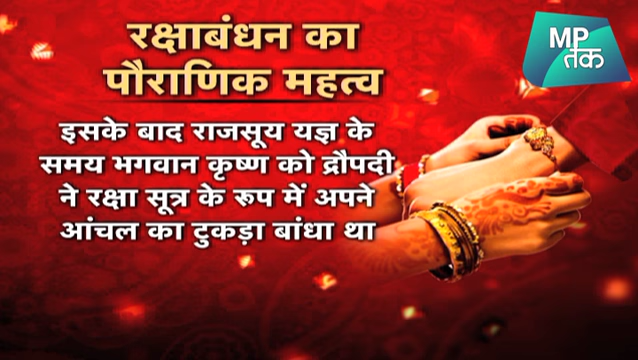 रक्षाबंधन का
पौराणिक महत्व
MP
तक
इसके बाद राजसूय यज्ञ के
समय भगवान कृष्ण को द्रौपदी
ने रक्षा सूत्र के रूप में अपने
आंचल का टुकड़ा बांधा था